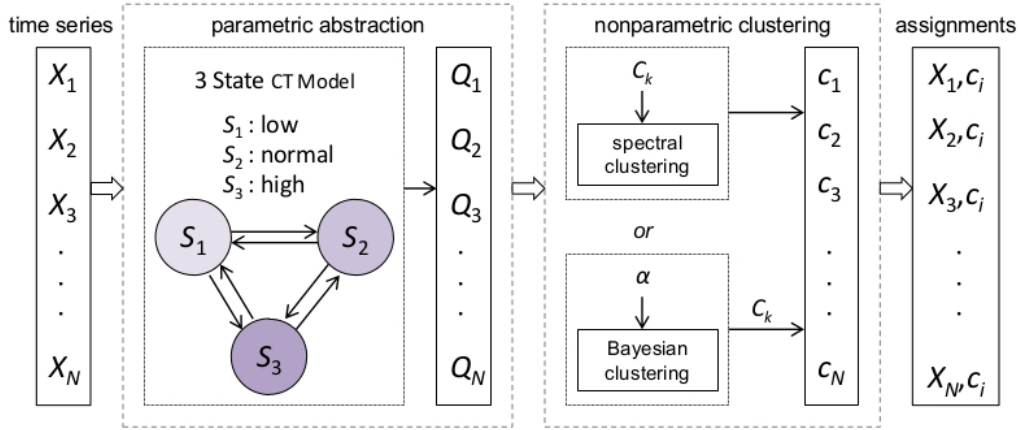 time series
parametric abstraction
nonparametric clustering
assignments
X1
X2
X3
.
.
.
XN
3 State CT Model
S1 : low
S2 : normal
S3 : high
S1
S2
S3
Q1
Q2
Q3
.
.
.
QN
Ck
spectral
clustering
or
α
Bayesian
clustering
Ck
c1
c2
c3
.
.
.
cN
X1,ci
X2,ci
X3,ci
.
.
.
XN,ci